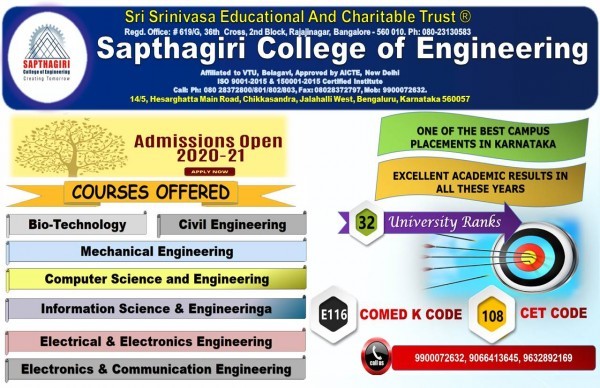 Sri Srinivasa Educational And Charitable Trust ®
Regd. Office: # 619/G, 36th Cross, 2nd Block, Rajajinagar, Bangalore - 560 010. Ph: 080-23130583
Sapthagiri College of Engineering
SAPTHAGIRI
College of Engineering
Creating Tomorrow
Affiliated to VTU, Belagavi, Approved by AICTE, New Delhi
ISO 9001-2015 & 150001-2015 Certified Institute
Call: Ph: 080 28372800/801/802/803, Fax: 08028372797, Mob: 9900072632.
14/5, Hesarghatta Main Road, Chikkasandra, Jalahalli West, Bengaluru, Karnataka 560057
Admissions Open
2020-21
APPLY NOW
COURSES OFFERED
Bio-Technology
Civil Engineering
Mechanical Engineering
Computer Science and Engineering
Information Science & Engineeringa
Electrical & Electronics Engineering
Electronics & Communication Engineering
ONE OF THE BEST CAMPUS
PLACEMENTS IN KARNATAKA
EXCELLENT ACADEMIC RESULTS IN
ALL THESE YEARS
32 University Ranks
E116 COMED K CODE
108 CET CODE
call us
9900072632, 9066413645, 9632892169